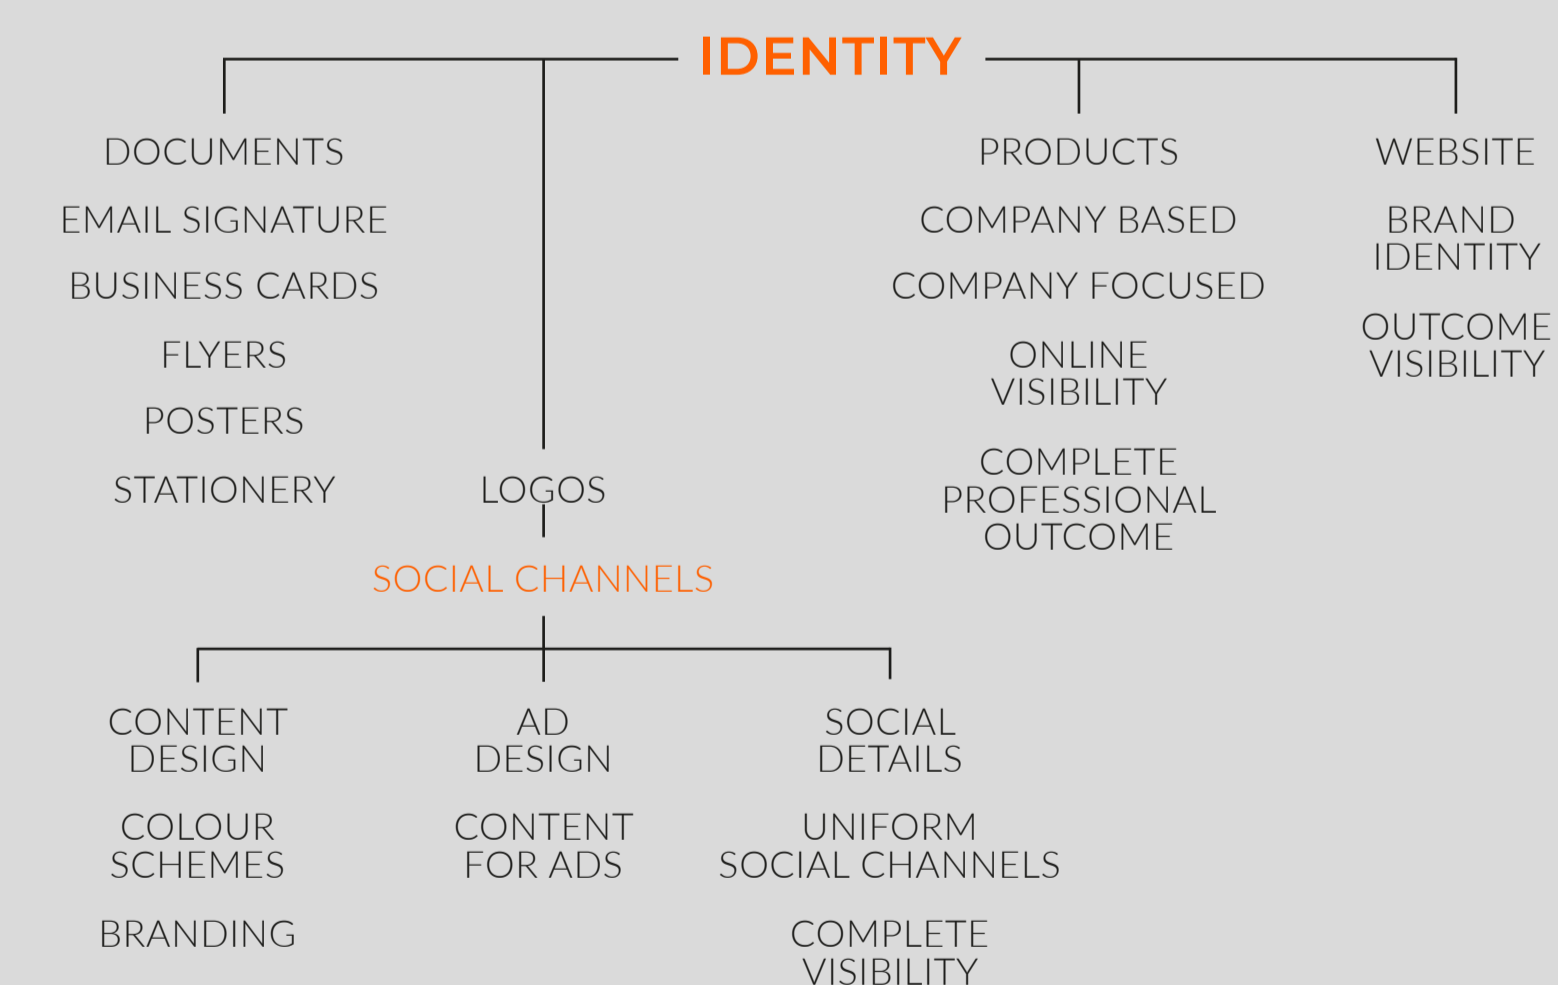 IDENTITY
DOCUMENTS
EMAIL SIGNATURE
BUSINESS CARDS
FLYERS
POSTERS
STATIONERY
LOGOS
PRODUCTS
COMPANY BASED
COMPANY FOCUSED
ONLINE
VISIBILITY
COMPLETE
PROFESSIONAL
OUTCOME
WEBSITE
BRAND
IDENTITY
OUTCOME
VISIBILITY
SOCIAL CHANNELS
CONTENT
DESIGN
COLOUR
SCHEMES
BRANDING
AD
DESIGN
CONTENT
FOR ADS
SOCIAL
DETAILS
UNIFORM
SOCIAL CHANNELS
COMPLETE
VISIBILITY